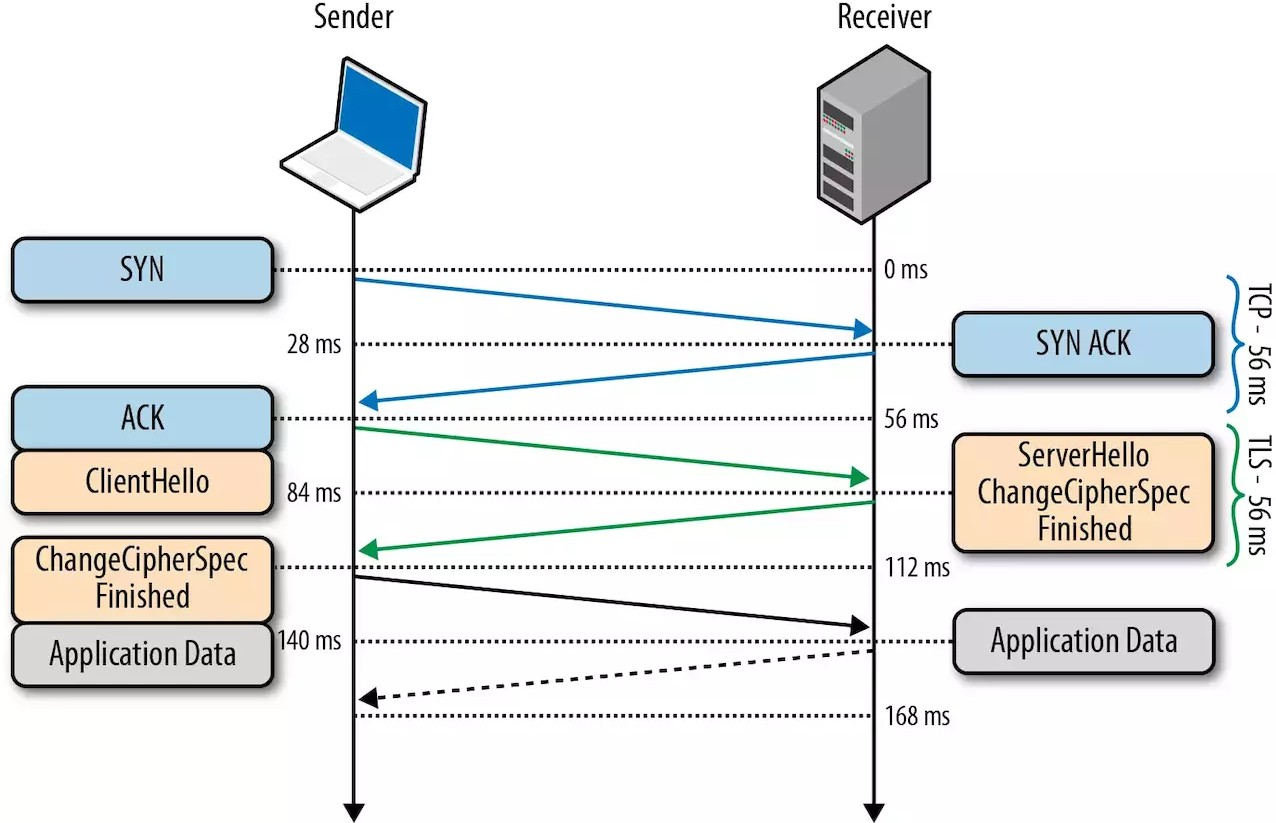 Sender
Receiver
SYN
0 ms
28 ms
SYN ACK
TCP - 56 ms
ACK
56 ms
ClientHello
84 ms
ServerHello
ChangeCipherSpec
Finished
TLS - 56 ms
ChangeCipherSpec
Finished
112 ms
Application Data
140 ms
Application Data
168 ms